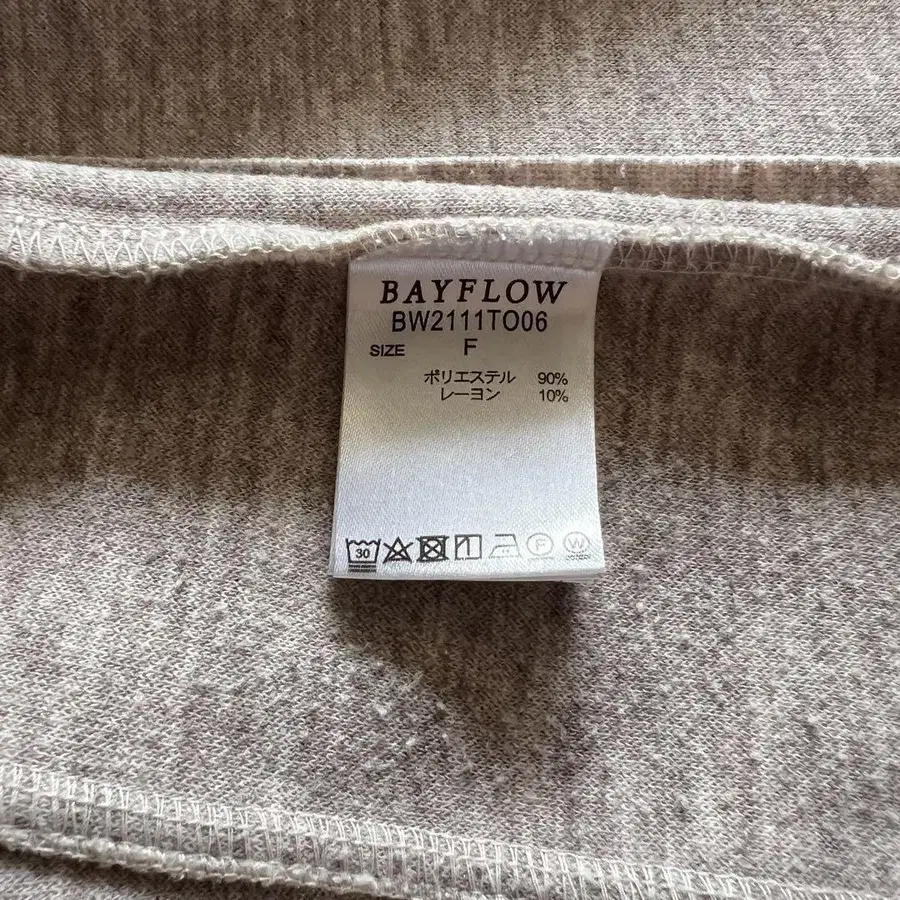 BAYFLOW
BW2111TO06
SIZE F
ポリエステル 90%
レーヨン 10%
30 F W